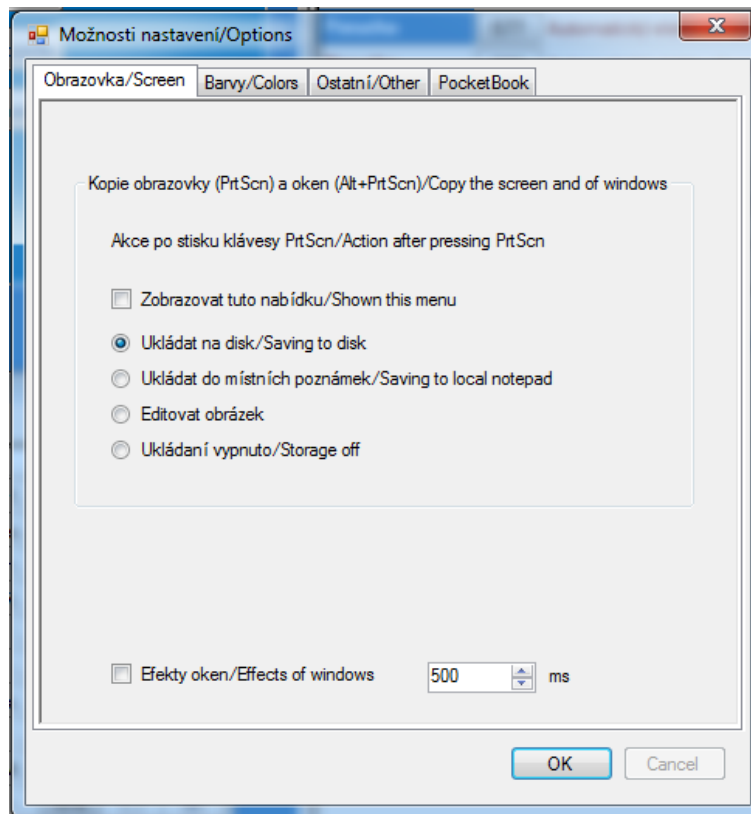 Možnosti nastavení/Options
Obrazovka/Screen Barvy/Colors Ostatní/Other PocketBook
Kopie obrazovky (PrtScn) a oken (Alt+PrtScn)/Copy the screen and of windows
Akce po stisku klávesy PrtScn/Action after pressing PrtScn
Zobrazovat tuto nabídku/Shown this menu
Ukládat na disk/Saving to disk
Ukládat do místních poznámek/Saving to local notepad
Editovat obrázek
Ukládaní vypnuto/Storage off
Efekty oken/Effects of windows 500 ms
OK Cancel